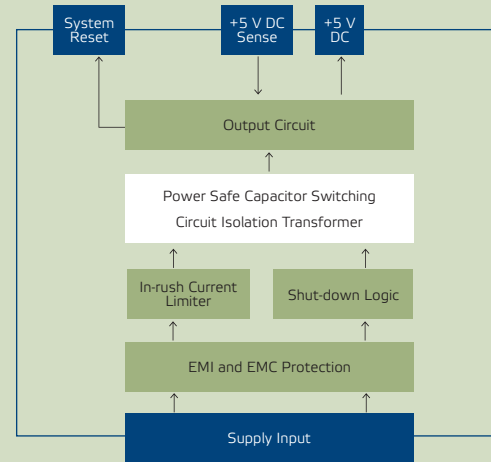 System
Reset
+5 V DC
Sense
+5 V
DC
Output Circuit
Power Safe Capacitor Switching
Circuit Isolation Transformer
In-rush Current
Limiter
Shut-down Logic
EMI and EMC Protection
Supply Input